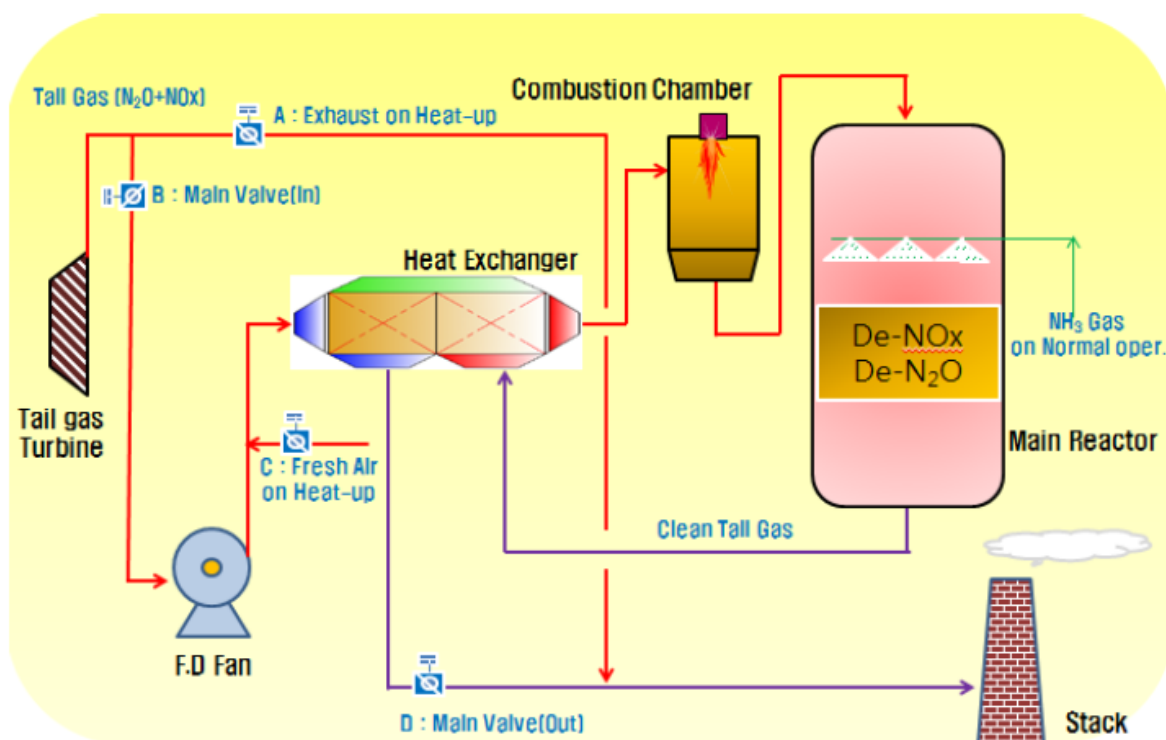 Combustion Chamber
Tall Gas (N₂O+NOx)
A : Exhaust on Heat-up
B : Main Valve(In)
Heat Exchanger
NH₃ Gas
on Normal oper.
De-NOx
De-N₂O
Tail gas
Turbine
Main Reactor
C : Fresh Air
on Heat-up
Clean Tall Gas
F.D Fan
D : Main Valve(Out)
Stack